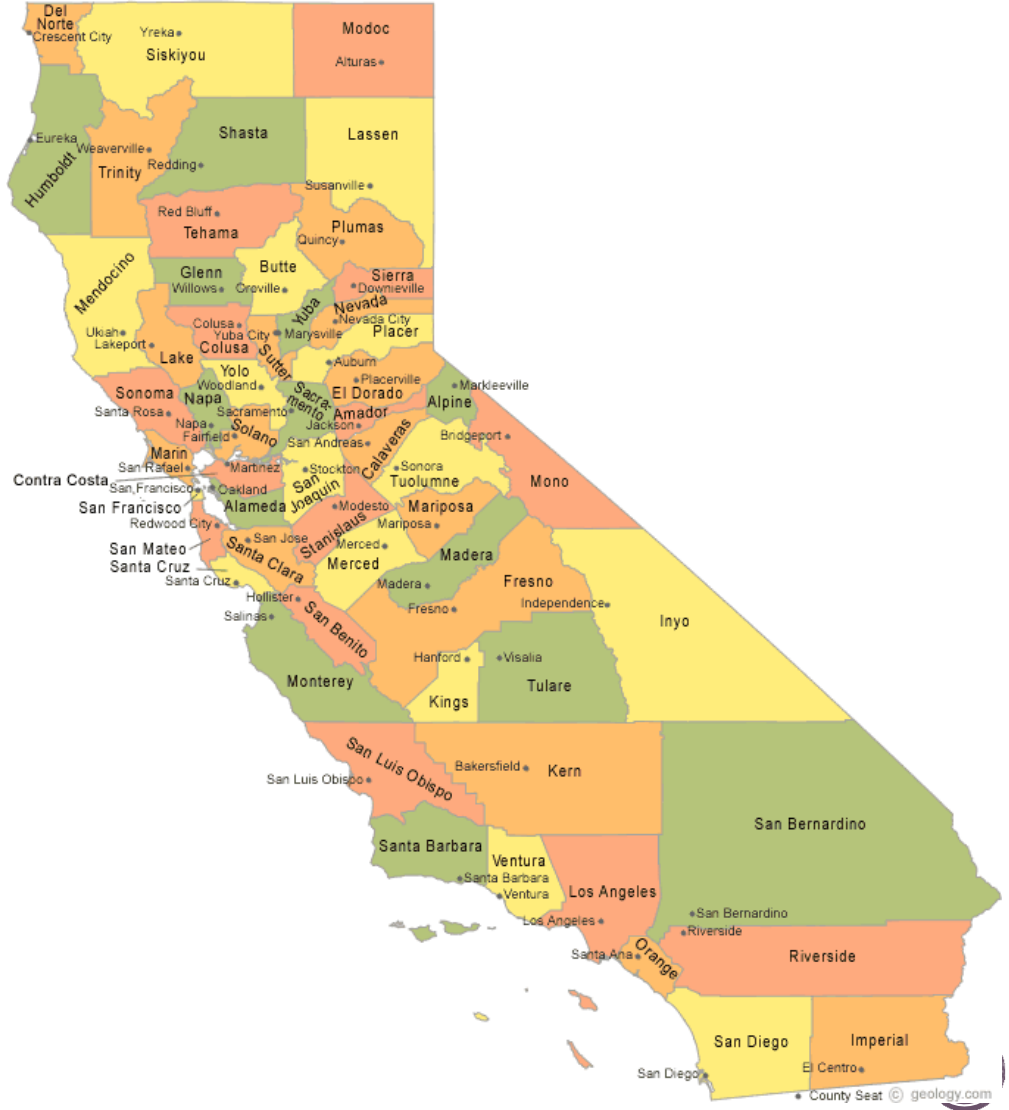 Del
Norte
Crescent City
Yreka
Siskiyou
Modoc
Alturas
Eureka
Humboldt
Weaverville
Trinity
Shasta
Redding
Lassen
Susanville
Red Bluff
Tehama
Plumas
Quincy
Mendocino
Ukiah
Glenn
Willows
Butte
Oroville
Sierra
Downieville
Yuba
Nevada
Nevada City
Placer
Lakeport
Lake
Colusa
Colusa
Yuba City
Marysville
Sutter
Auburn
Yolo
Woodland
Placerville
El Dorado
Sonoma
Santa Rosa
Napa
Napa
Sacramento
Sacra-
mento
Amador
Jackson
Alpine
Markleeville
Fairfield
Solano
San Andreas
Calaveras
Bridgeport
Marin
San Rafael
Martinez
Contra Costa
Stockton
San
Joaquin
Sonora
Tuolumne
Mono
San Francisco
Oakland
San Francisco
Alameda
Modesto
Stanislaus
Mariposa
Mariposa
Redwood City
San Mateo
San Jose
Santa Clara
Merced
Merced
Madera
Madera
Santa Cruz
Santa Cruz
Hollister
San Benito
Fresno
Fresno
Independence
Inyo
Salinas
Monterey
Hanford
Kings
Visalia
Tulare
San Luis Obispo
San Luis Obispo
Bakersfield
Kern
San Bernardino
Santa Barbara
Santa Barbara
Ventura
Ventura
Los Angeles
Los Angeles
San Bernardino
Riverside
Riverside
Santa Ana
Orange
San Diego
San Diego
Imperial
El Centro
County Seat © geology.com